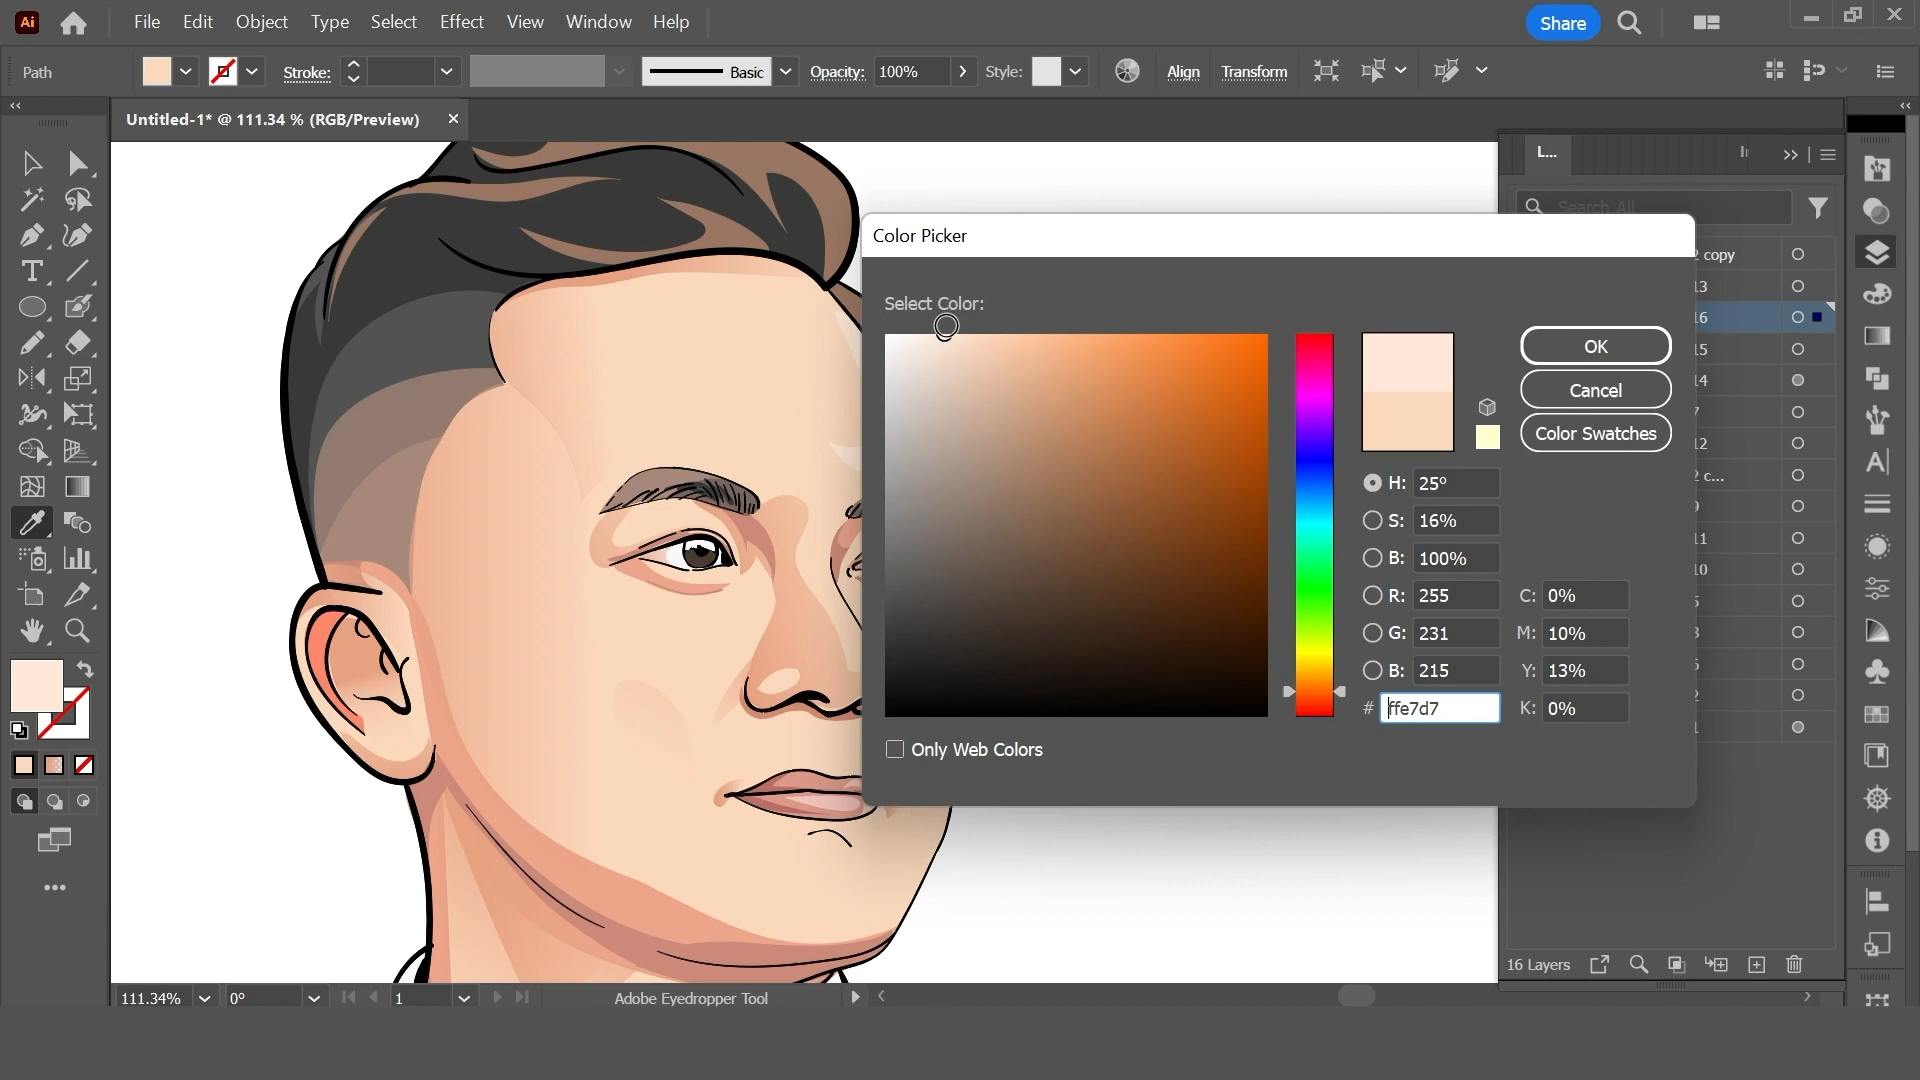 Ai File Edit Object Type Select Effect View Window Help Share
Path Stroke: Basic Opacity: 100% Style: Align Transform
Untitled-1* @ 111.34 % (RGB/Preview)
L...
Search All
Color Picker
2 copy
13
Select Color:
16
OK
15
Cancel
14
7
Color Swatches
12
H: 25°
2 c...
S: 16%
9
B: 100%
11
10
R: 255 C: 0%
G: 231 M: 10%
B: 215 Y: 13%
# ffe7d7 K: 0%
2
1
Only Web Colors
16 Layers
111.34% 0° 1 Adobe Eyedropper Tool